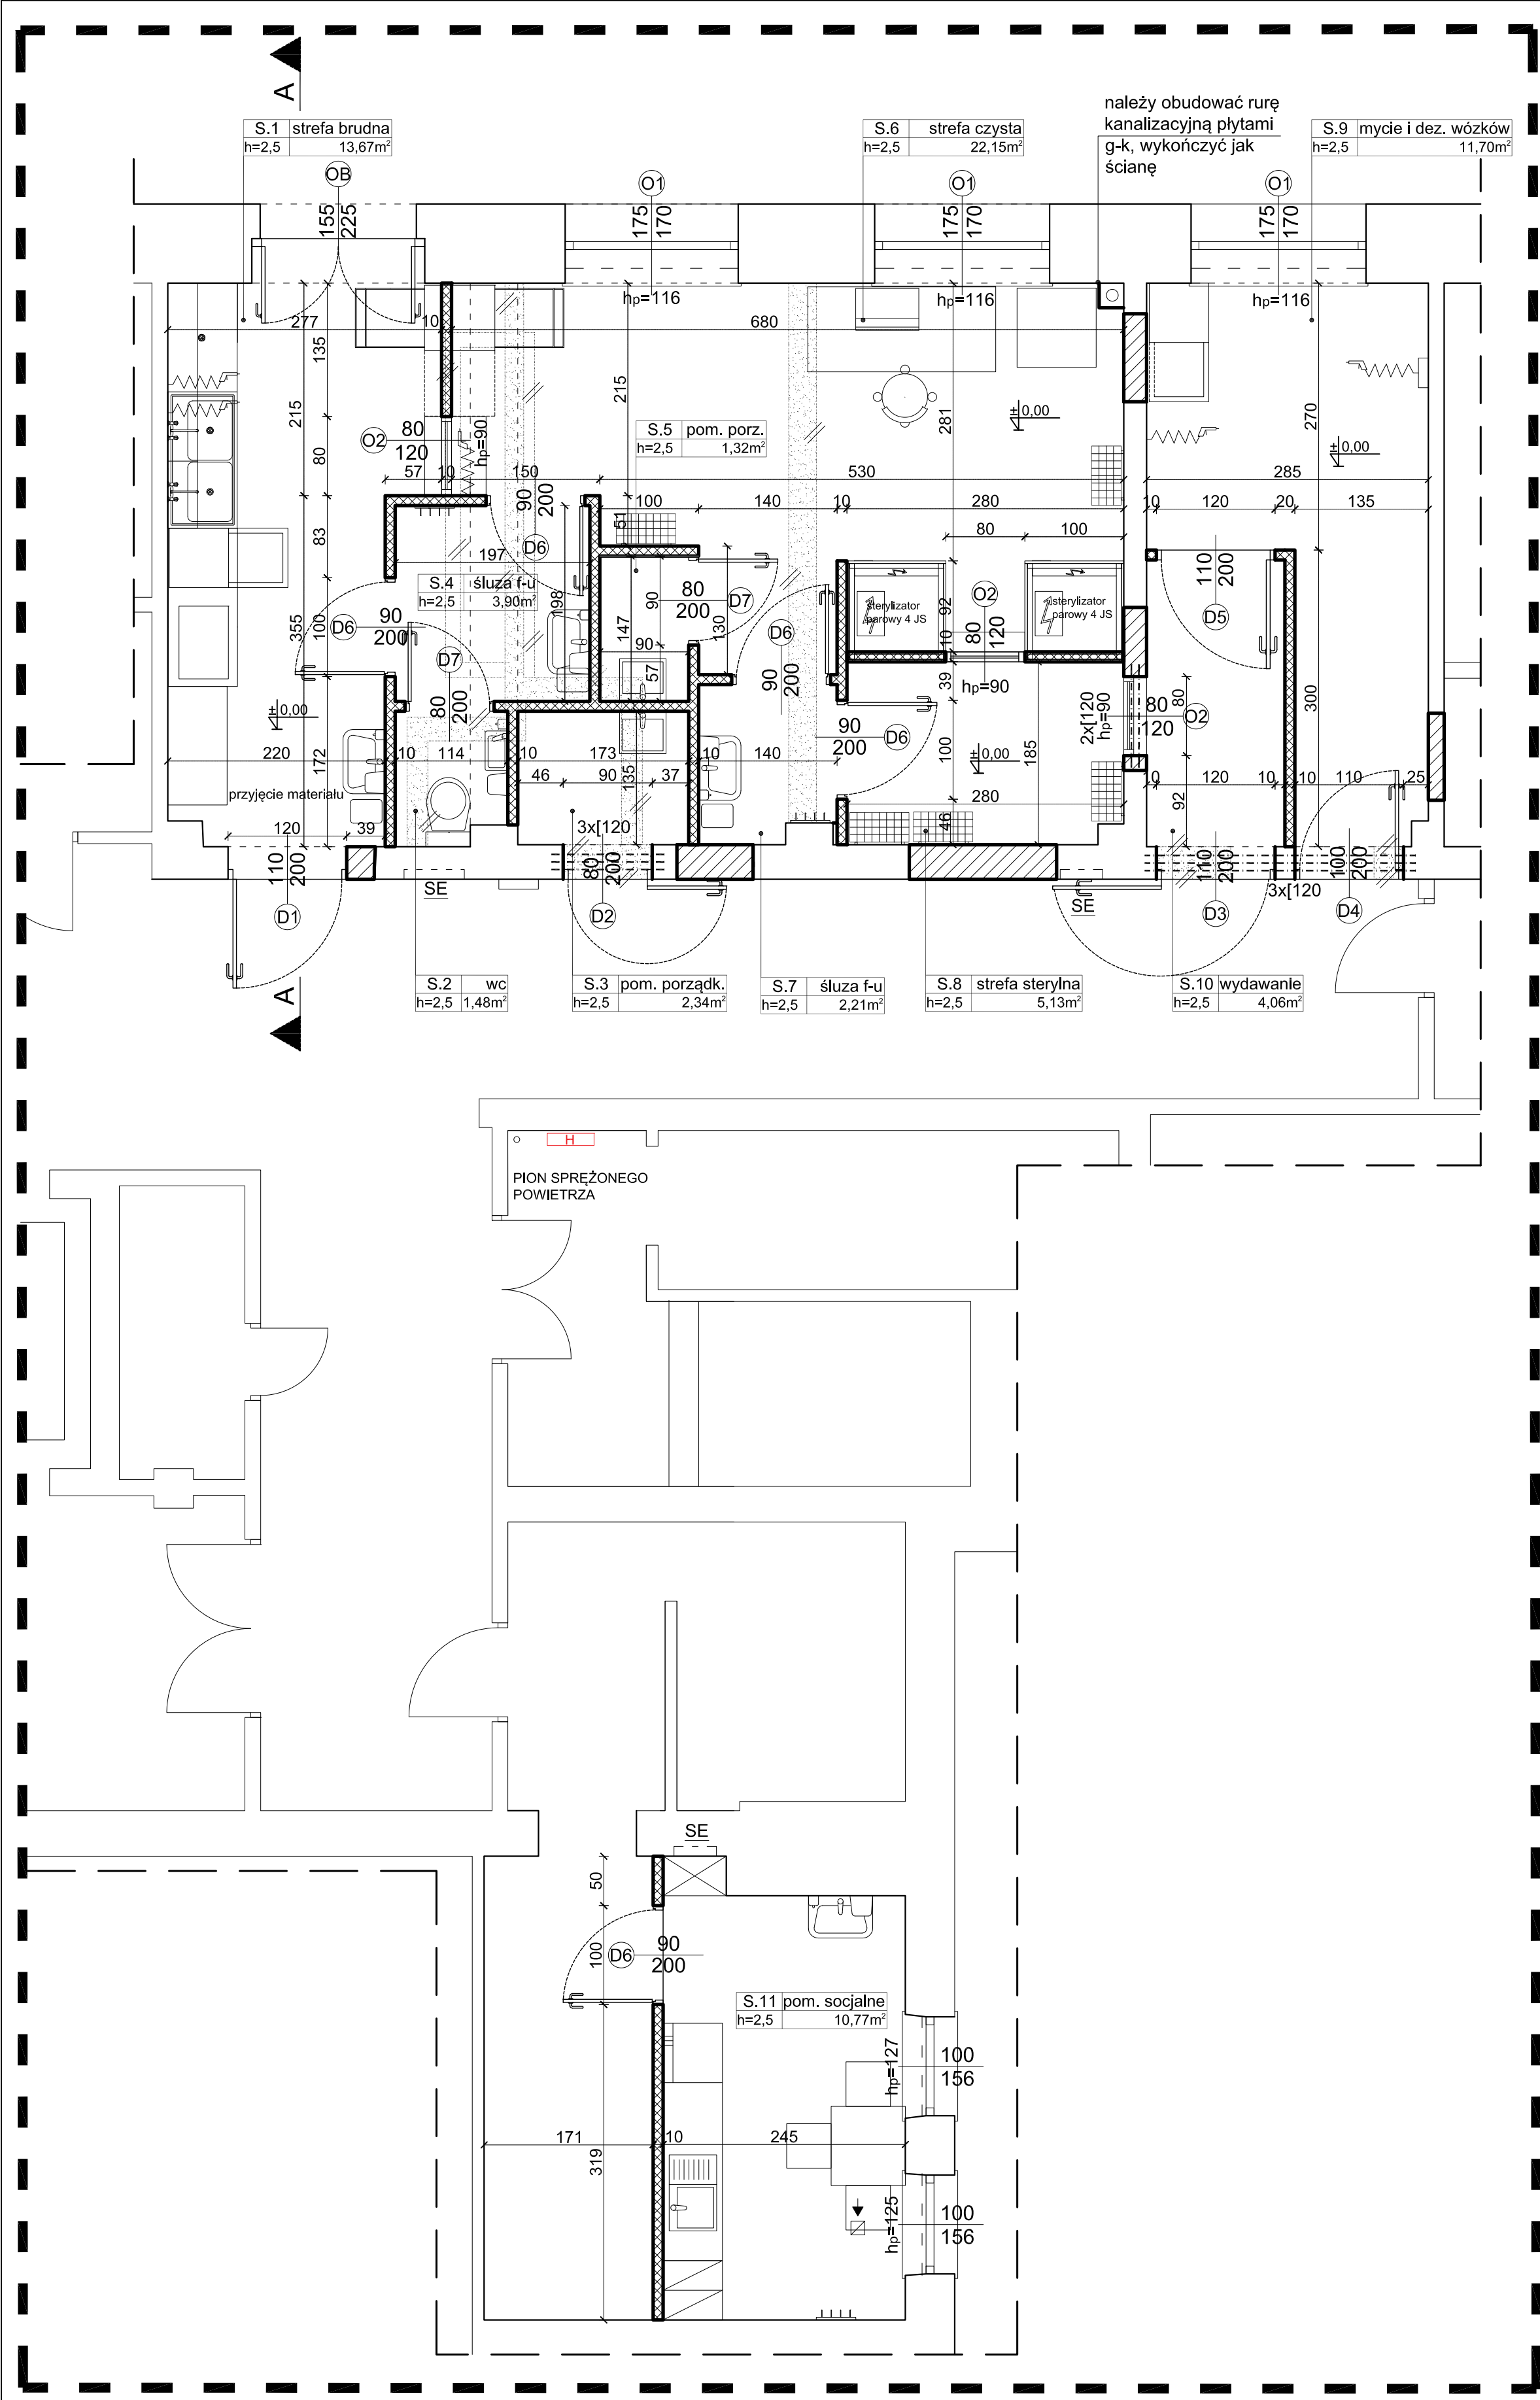 A
należy obudować rurę
kanalizacyjną płytami
g-k, wykończyć jak
ścianę
S.1 strefa brudna
h=2,5 13,67m²
S.6 strefa czysta
h=2,5 22,15m²
S.9 mycie i dez. wózków
h=2,5 11,70m²
OB
155
225
O1
175
170
O1
175
170
O1
175
170
hp=116
hp=116
hp=116
277
10
680
135
215
215
281
270
O2
80
120
hp=90
80
57
10
150
S.5 pom. porz.
h=2,5 1,32m²
± 0,00
± 0,00
530
285
90
200
D6
100
140
10
280
10
120
20
135
51
83
80
100
197
S.4 śluza f-u
h=2,5 3,90m²
198
355
100
D6
90
200
D7
80
200
147
90
80
200
D7
130
90
57
D6
90
200
92
10
sterylizator
parowy 4 JS
O2
80
120
sterylizator
parowy 4 JS
110
200
D5
hp=90
39
300
± 0,00
90
200
D6
100
± 0,00
185
2x[120
hp=90
80
120
80
O2
220
172
10
114
10
173
10
140
46
90
37
135
280
10
120
10
10
110
25
przyjęcie materiału
92
120
39
3x[120
46
110
200
D1
SE
80
200
D2
SE
110
200
D3
3x[120
100
200
D4
A
S.2 wc
h=2,5 1,48m²
S.3 pom. porządk.
h=2,5 2,34m²
S.7 śluza f-u
h=2,5 2,21m²
S.8 strefa sterylna
h=2,5 5,13m²
S.10 wydawanie
h=2,5 4,06m²
H
PION SPRĘŻONEGO
POWIETRZA
SE
50
100
D6
90
200
S.11 pom. socjalne
h=2,5 10,77m²
hp=127
100
156
171
10
245
319
hp=125
100
156